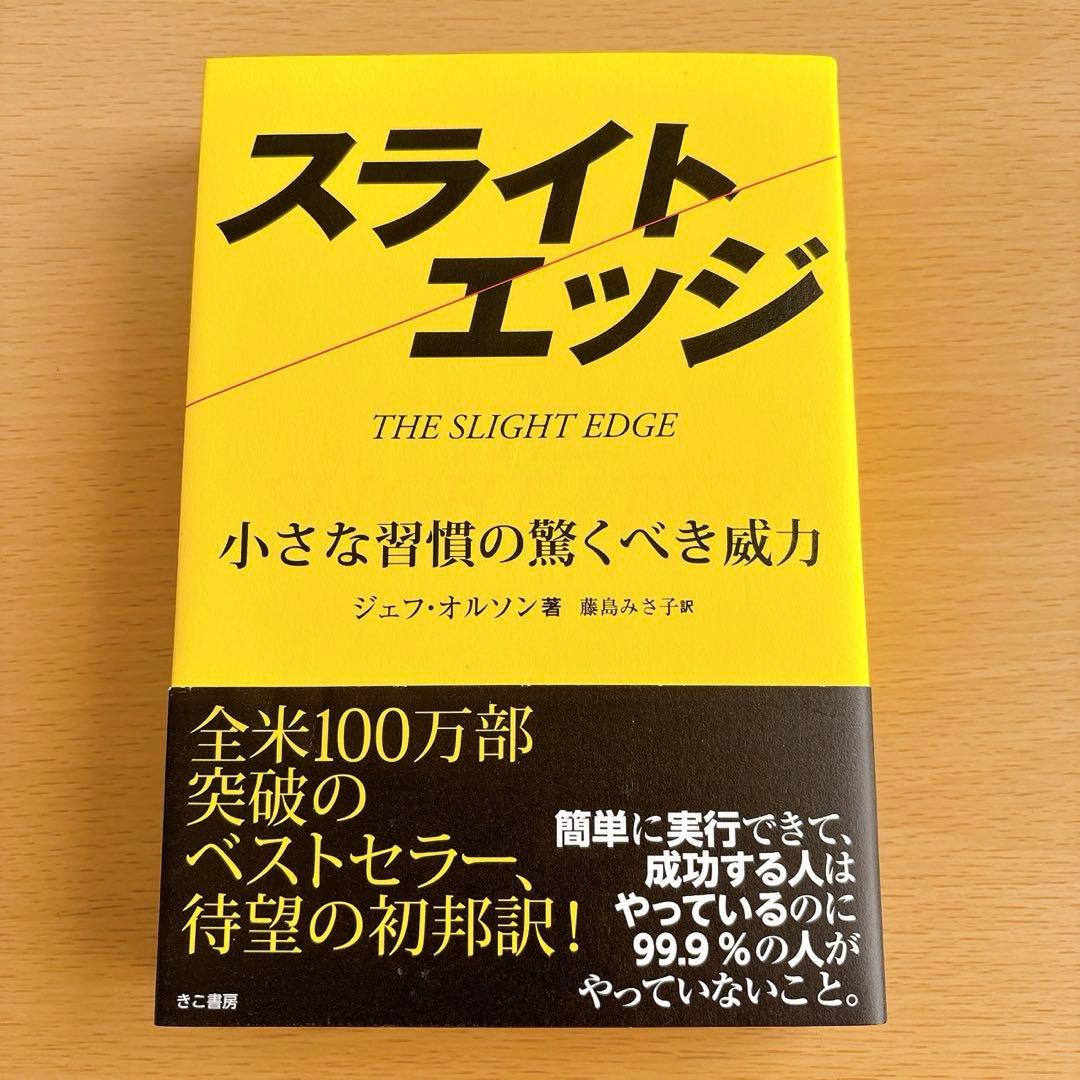 スライト
エッジ
THE SLIGHT EDGE
小さな習慣の驚くべき威力
ジェフ・オルソン著 藤島みさ子訳
全米100万部
突破の
ベストセラー、
待望の初邦訳!
簡単に実行できて、
成功する人は
やっているのに
99.9％の人が
やっていないこと。
きこ書房